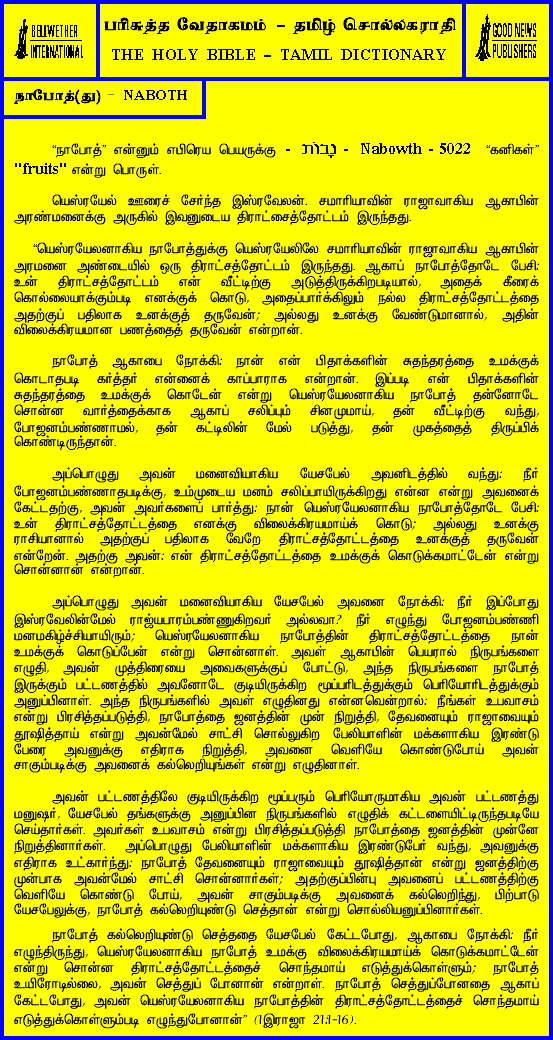 BELLWETHER
INTERNATIONAL
பரிசுத்த வேதாகமம் – தமிழ் சொல்லகராதி
THE HOLY BIBLE – TAMIL DICTIONARY
GOOD NEWS
PUBLISHERS
நாபோத்(து) – NABOTH
“நாபோத்” என்னும் எபிரெய பெயருக்கு - נָבוֹת - Nabowth - 5022 “கனிகள்”
"fruits" என்று பொருள்.
யெஸ்ரயேல் ஊரைச் சேர்ந்த இஸ்ரவேலன். சமாரியாவின் ராஜாவாகிய ஆகாபின்
அரண்மனைக்கு அருகில் இவனுடைய திராட்சைத்தோட்டம் இருந்தது.
“யெஸ்ரயேலனாகிய நாபோத்துக்கு யெஸ்ரயேலிலே சமாரியாவின் ராஜாவாகிய ஆகாபின்
அரமனை அண்டையில் ஒரு திராட்சத்தோட்டம் இருந்தது. ஆகாப் நாபோத்தோடே பேசி:
உன் திராட்சத்தோட்டம் என் வீட்டிற்கு அடுத்திருக்கிறபடியால், அதைக் கீரைக்
கொல்லையாக்கும்படி எனக்குக் கொடு, அதைப்பார்க்கிலும் நல்ல திராட்சத்தோட்டத்தை
அதற்குப் பதிலாக உனக்குத் தருவேன்; அல்லது உனக்கு வேண்டுமானால், அதின்
விலைக்கிரயமான பணத்தைத் தருவேன் என்றான்.
நாபோத் ஆகாபை நோக்கி: நான் என் பிதாக்களின் சுதந்தரத்தை உமக்குக்
கொடாதபடி கர்த்தர் என்னைக் காப்பாராக என்றான். இப்படி என் பிதாக்களின்
சுதந்தரத்தை உமக்குக் கொடேன் என்று யெஸ்ரயேலனாகிய நாபோத் தன்னோடே
சொன்ன வார்த்தைக்காக ஆகாப் சலிப்பும் சினமுமாய், தன் வீட்டிற்கு வந்து,
போஜனம்பண்ணாமல், தன் கட்டிலின் மேல் படுத்து, தன் முகத்தைத் திருப்பிக்
கொண்டிருந்தான்.
அப்பொழுது அவன் மனைவியாகிய யேசபேல் அவனிடத்தில் வந்து: நீர்
போஜனம்பண்ணாதபடிக்கு, உம்முடைய மனம் சலிப்பாயிருக்கிறது என்ன என்று அவனைக்
கேட்டதற்கு, அவன் அவர்களைப் பார்த்து: நான் யெஸ்ரயேலனாகிய நாபோத்தோடே பேசி:
உன் திராட்சத்தோட்டத்தை எனக்கு விலைக்கிரயமாய்க் கொடு; அல்லது உனக்கு
ராசியானால் அதற்குப் பதிலாக வேறே திராட்சத்தோட்டத்தை உனக்குத் தருவேன்
என்றேன். அதற்கு அவன்: என் திராட்சத்தோட்டத்தை உமக்குக் கொடுக்கமாட்டேன் என்று
சொன்னான் என்றான்.
அப்பொழுது அவன் மனைவியாகிய யேசபேல் அவனை நோக்கி: நீர் இப்போது
இஸ்ரவேலின்மேல் ராஜ்யபாரம்பண்ணுகிறவர் அல்லவா? நீர் எழுந்து போஜனம்பண்ணி
மனமகிழ்ச்சியாயிரும்; யெஸ்ரயேலனாகிய நாபோத்தின் திராட்சத்தோட்டத்தை நான்
உமக்குக் கொடுப்பேன் என்று சொன்னாள். அவள் ஆகாபின் பெயரால் நிருபங்களை
எழுதி, அவன் முத்திரையை அவைகளுக்குப் போட்டு, அந்த நிருபங்களை நாபோத்
இருக்கும் பட்டணத்தில் அவனோடே குடியிருக்கிற மூப்பரிடத்துக்கும் பெரியோரிடத்துக்கும்
அனுப்பினாள். அந்த நிருபங்களில் அவள் எழுதினது என்னவென்றால்: நீங்கள் உபவாசம்
என்று பிரசித்தப்படுத்தி, நாபோத்தை ஜனத்தின் முன் நிறுத்தி, தேவனையும் ராஜாவையும்
தூஷித்தாய் என்று அவன்மேல் சாட்சி சொல்லுகிற பேலியாளின் மக்களாகிய இரண்டு
பேரை அவனுக்கு எதிராக நிறுத்தி, அவனை வெளியே கொண்டுபோய் அவன்
சாகும்படிக்கு அவனைக் கல்லெறியுங்கள் என்று எழுதினாள்.
அவன் பட்டணத்திலே குடியிருக்கிற மூப்பரும் பெரியோருமாகிய அவன் பட்டணத்து
மனுஷர், யேசபேல் தங்களுக்கு அனுப்பின நிருபங்களில் எழுதிக் கட்டளையிட்டிருந்தபடியே
செய்தார்கள். அவர்கள் உபவாசம் என்று பிரசித்தப்படுத்தி நாபோத்தை ஜனத்தின் முன்னே
நிறுத்தினார்கள். அப்பொழுது பேலியாளின் மக்களாகிய இரண்டுபேர் வந்து, அவனுக்கு
எதிராக உட்கார்ந்து: நாபோத் தேவனையும் ராஜாவையும் தூஷித்தான் என்று ஜனத்திற்கு
முன்பாக அவன்மேல் சாட்சி சொன்னார்கள்; அதற்குப்பின்பு அவனைப் பட்டணத்திற்கு
வெளியே கொண்டு போய், அவன் சாகும்படிக்கு அவனைக் கல்லெறிந்து, பிற்பாடு
யேசபேலுக்கு, நாபோத் கல்லெறியுண்டு செத்தான் என்று சொல்லியனுப்பினார்கள்.
நாபோத் கல்லெறியுண்டு செத்ததை யேசபேல் கேட்டபோது, ஆகாபை நோக்கி: நீர்
எழுந்திருந்து, யெஸ்ரயேலனாகிய நாபோத் உமக்கு விலைக்கிரயமாய்க் கொடுக்கமாட்டேன்
என்று சொன்ன திராட்சத்தோட்டத்தைச் சொந்தமாய் எடுத்துக்கொள்ளும்; நாபோத்
உயிரோடில்லை, அவன் செத்துப் போனான் என்றாள். நாபோத் செத்துப்போனதை ஆகாப்
கேட்டபோது, அவன் யெஸ்ரயேலனாகிய நாபோத்தின் திராட்சத்தோட்டத்தைச் சொந்தமாய்
எடுத்துக்கொள்ளும்படி எழுந்துபோனான்” (1இராஜா 21:1-16).